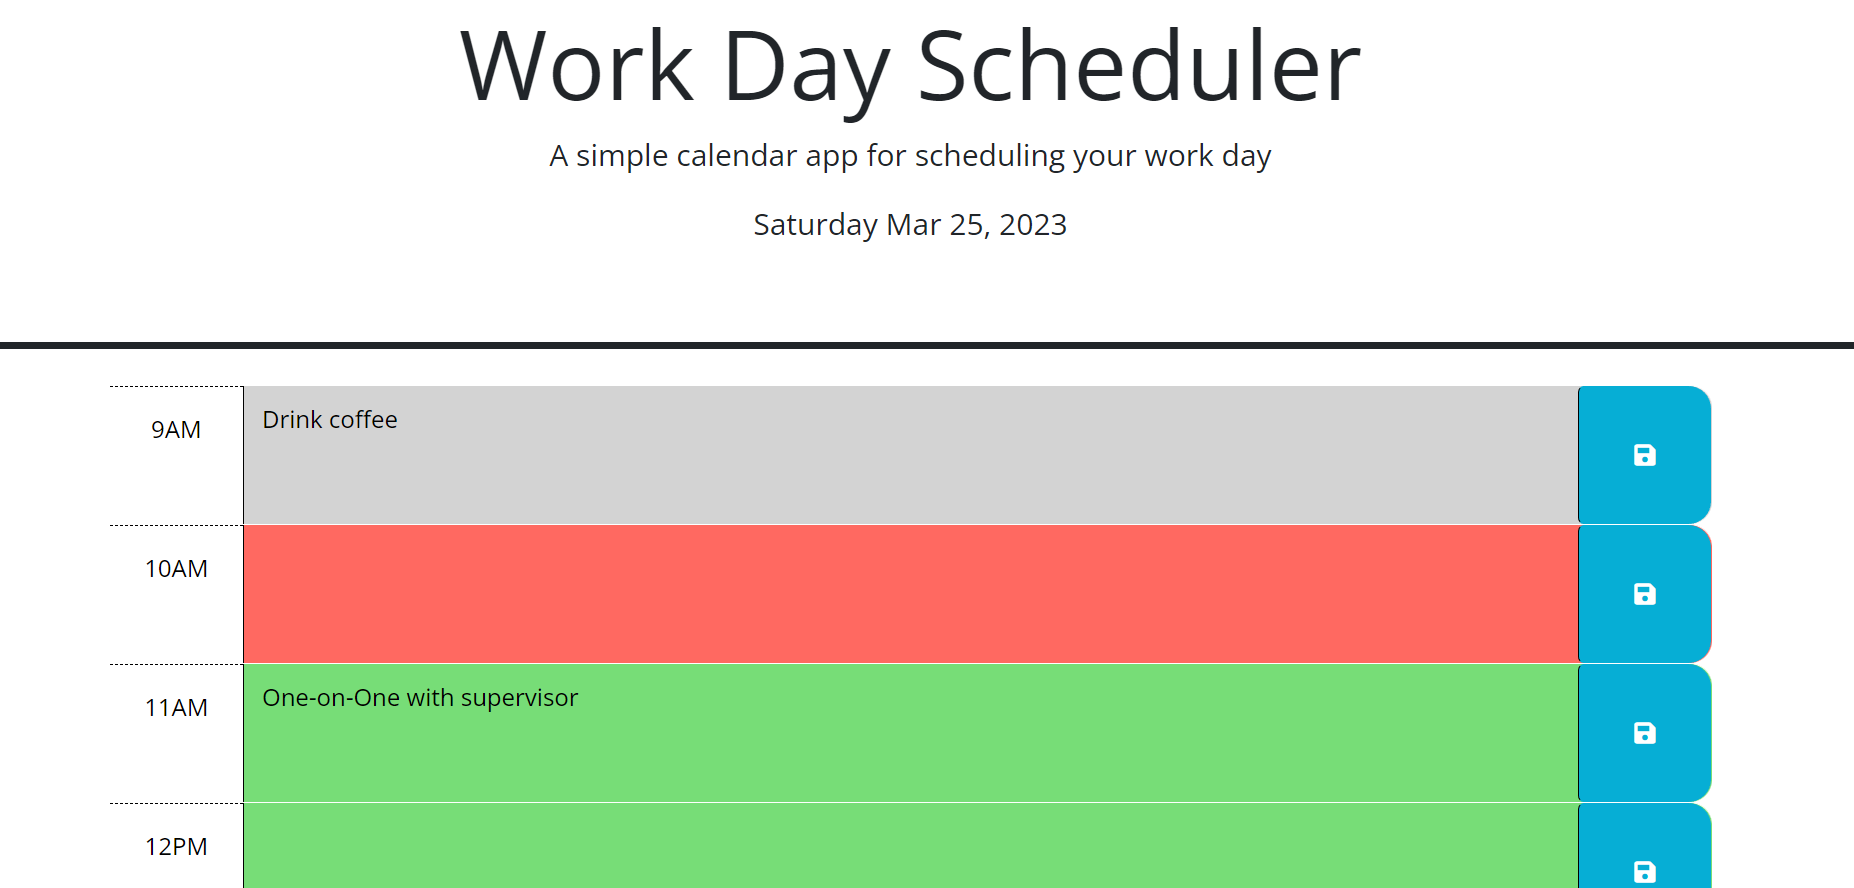 Work Day Scheduler
A simple calendar app for scheduling your work day
Saturday Mar 25, 2023
9AM
Drink coffee
10AM
11AM
One-on-One with supervisor
12PM